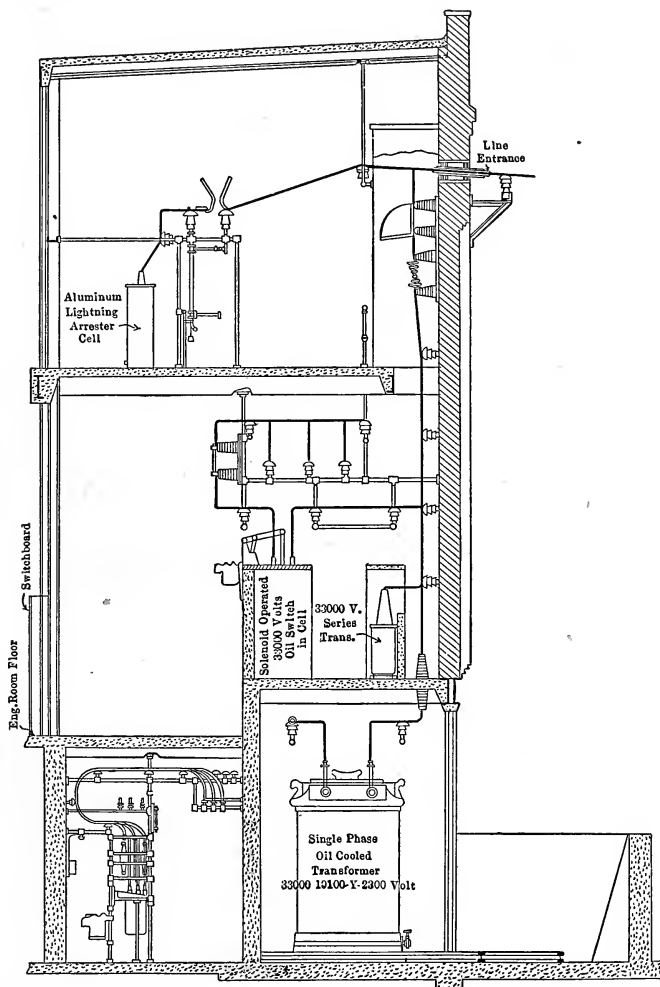 Line
Entrance
Aluminum
Lightning
Arrester
Cell
Switchboard
Eng.Room Floor
Solenoid Operated
33000 Volts
Oil Switch
in Cell
33000 V.
Series
Trans.
Single Phase
Oil Cooled
Transformer
33000 19100-Y-2300 Volt